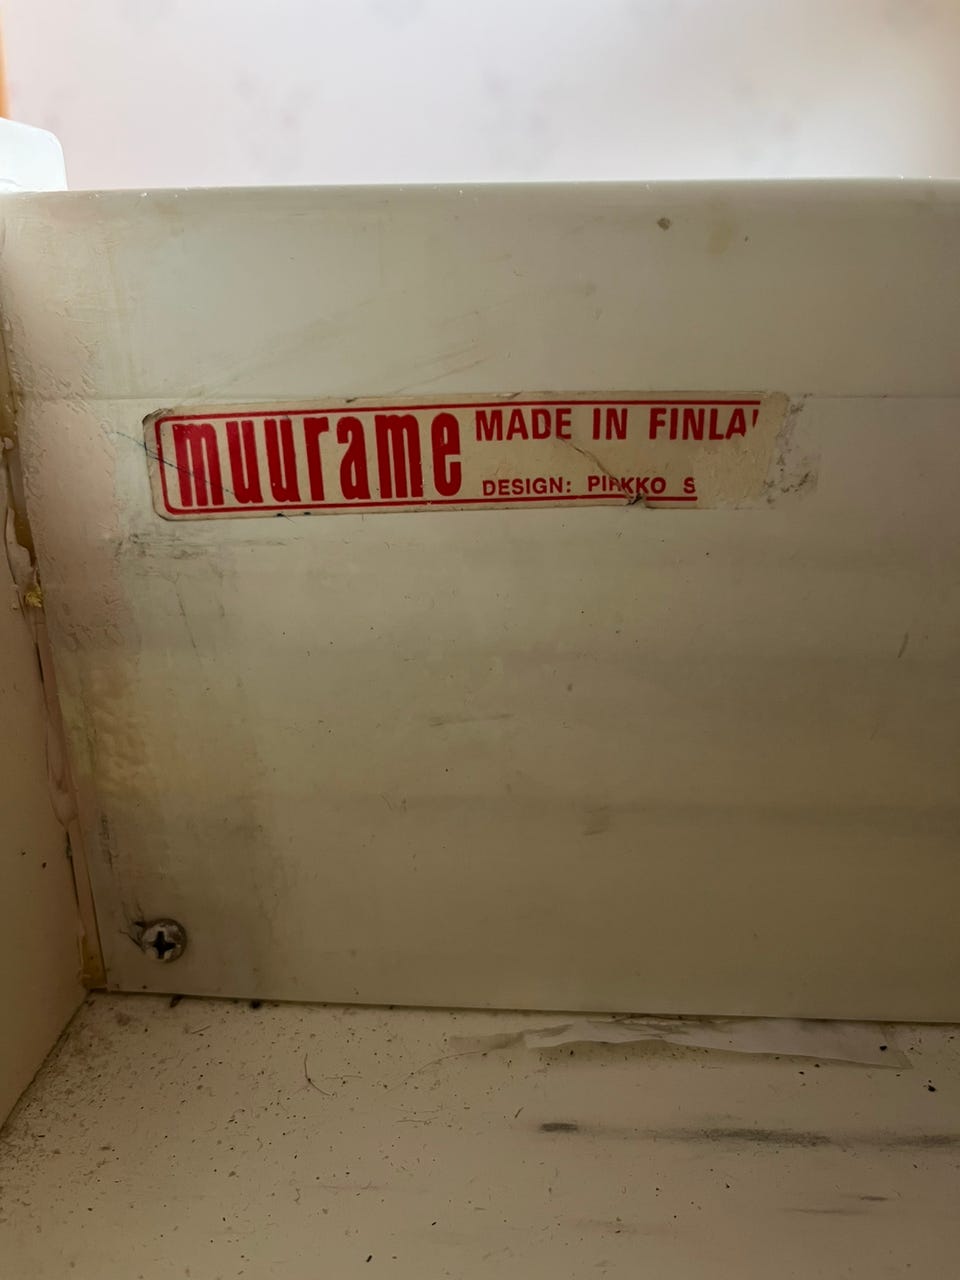 muurame
MADE IN FINLA
DESIGN: PIRKKO S